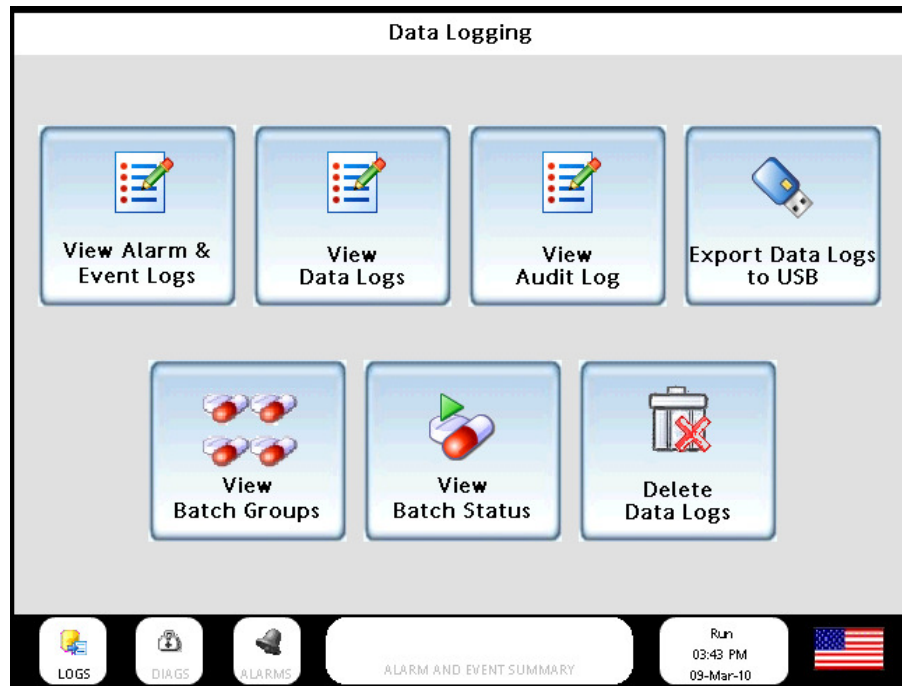 Data Logging
View Alarm &
Event Logs
View
Data Logs
View
Audit Log
Export Data Logs
to USB
View
Batch Groups
View
Batch Status
Delete
Data Logs
LOGS
DIAGS
ALARMS
ALARM AND EVENT SUMMARY
Run
03:43 PM
09-Mar-10